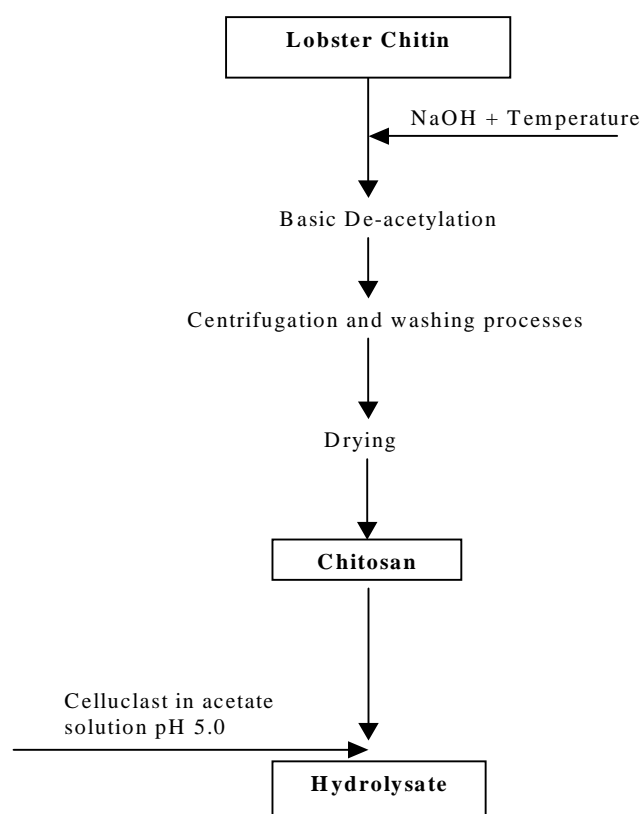 Lobster Chitin
NaOH + Temperature
Basic De-acetylation
Centrifugation and washing processes
Drying
Chitosan
Celluclast in acetate
solution pH 5.0
Hydrolysate